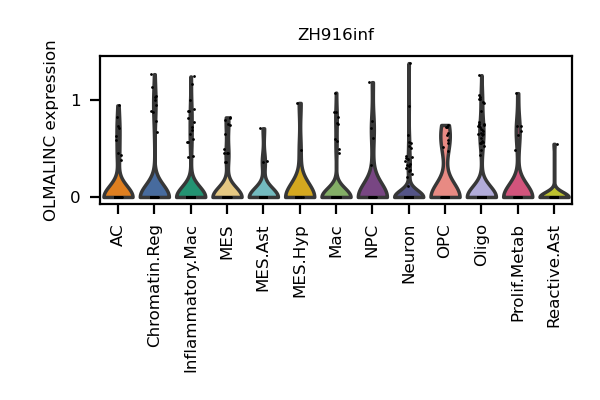 ZH916inf
OLMALINC expression
1
0
AC
Chromatin.Reg
Inflammatory.Mac
MES
MES.Ast
MES.Hyp
Mac
NPC
Neuron
OPC
Oligo
Prolif.Metab
Reactive.Ast